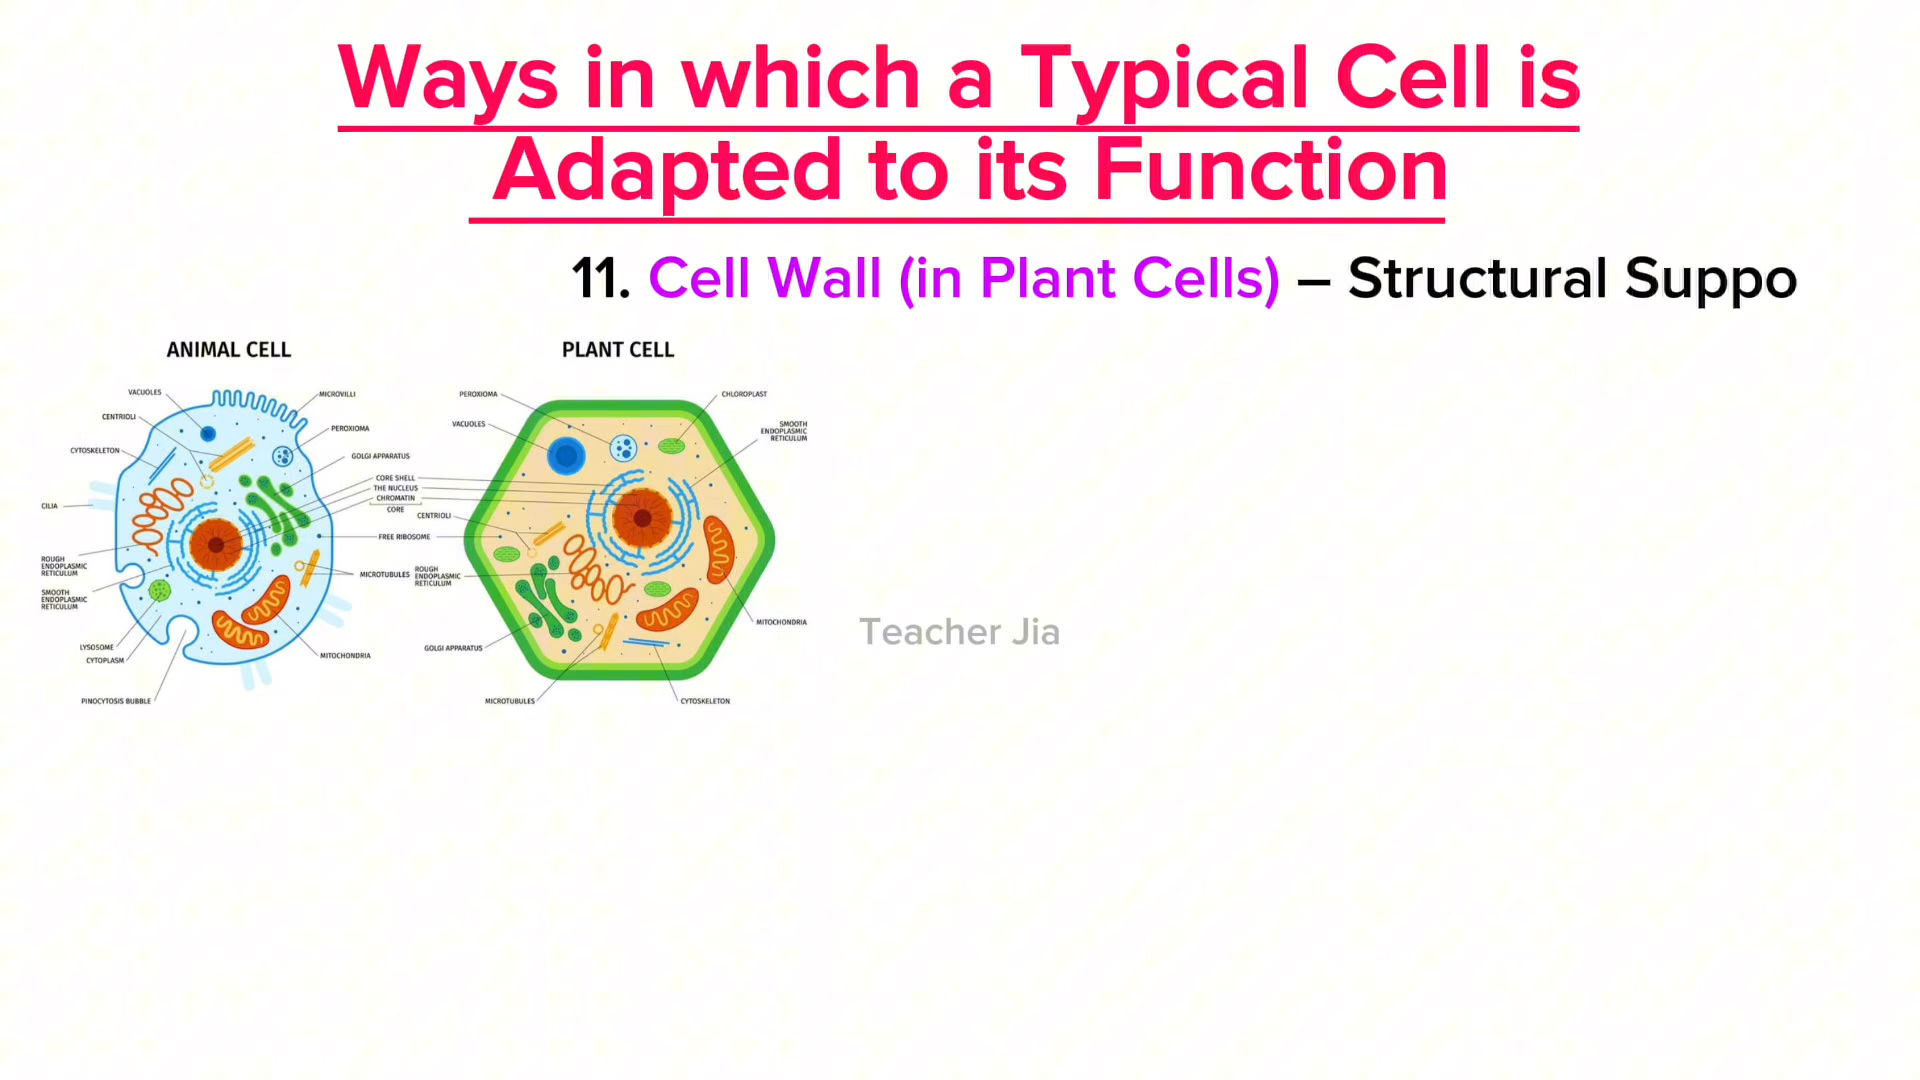 Ways in which a Typical Cell is
Adapted to its Function
11. Cell Wall (in Plant Cells) – Structural Suppo
ANIMAL CELL
VACUOLES
CENTRIOLI
CYTOSKELETON
CILIA
ROUGH
ENDOPLASMIC
RETICULUM
SMOOTH
ENDOPLASMIC
RETICULUM
LYSOSOME
CYTOPLASM
PINOCYTOSIS BUBBLE
MICROVILLI
PEROXIOMA
GOLGI APPARATUS
CORE SHELL
THE NUCLEUS
CHROMATIN
CORE
FREE RIBOSOME
MICROTUBULES
MITOCHONDRIA
PLANT CELL
PEROXIOMA
VACUOLES
CENTRIOLI
ROUGH
ENDOPLASMIC
RETICULUM
GOLGI APPARATUS
MICROTUBULES
CHLOROPLAST
SMOOTH
ENDOPLASMIC
RETICULUM
MITOCHONDRIA
CYTOSKELETON
Teacher Jia